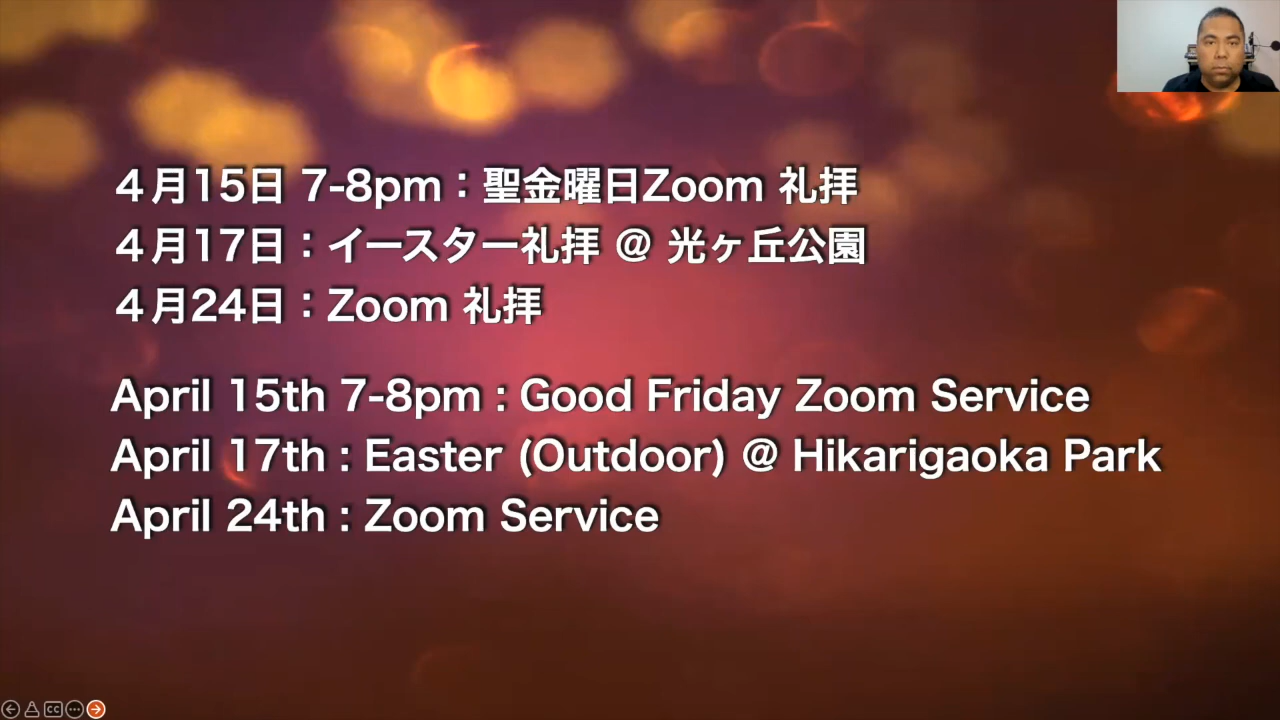 ４月15日 7-8pm：聖金曜日Zoom 礼拝
４月17日：イースター礼拝 @ 光ヶ丘公園
４月24日：Zoom 礼拝
April 15th 7-8pm : Good Friday Zoom Service
April 17th : Easter (Outdoor) @ Hikarigaoka Park
April 24th : Zoom Service
CC